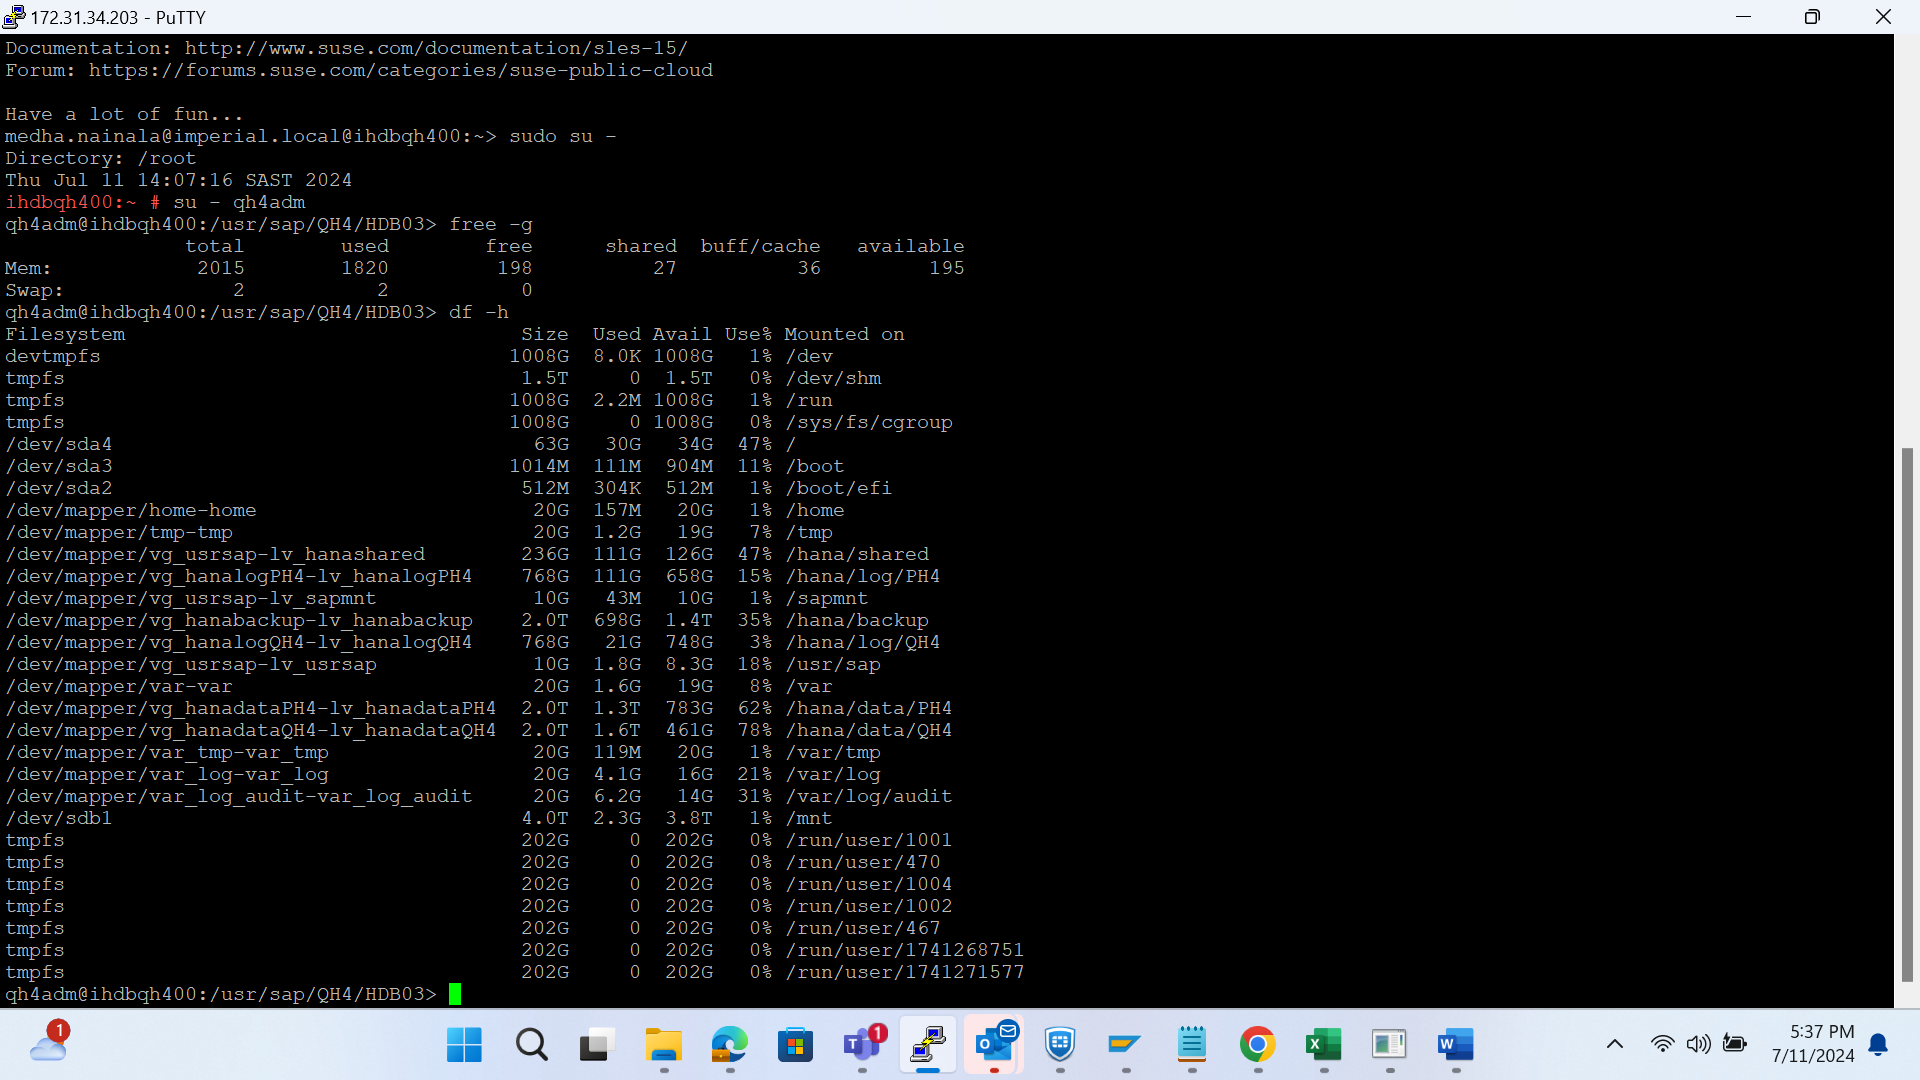 172.31.34.203 - PuTTY
Documentation: http://www.suse.com/documentation/sles-15/
Forum: https://forums.suse.com/categories/suse-public-cloud
Have a lot of fun...
medha.nainala@imperial.local@ihdbqh400:~> sudo su -
Directory: /root
Thu Jul 11 14:07:16 SAST 2024
ihdbqh400:~ # su - qh4adm
qh4adm@ihdbqh400:/usr/sap/QH4/HDB03> free -g
total used free shared buff/cache available
Mem: 2015 1820 198 27 36 195
Swap: 2 2 0
qh4adm@ihdbqh400:/usr/sap/QH4/HDB03> df -h
Filesystem Size Used Avail Use% Mounted on
devtmpfs 1008G 8.0K 1008G 1% /dev
tmpfs 1.5T 0 1.5T 0% /dev/shm
tmpfs 1008G 2.2M 1008G 1% /run
tmpfs 1008G 0 1008G 0% /sys/fs/cgroup
/dev/sda4 63G 30G 34G 47% /
/dev/sda3 1014M 111M 904M 11% /boot
/dev/sda2 512M 304K 512M 1% /boot/efi
/dev/mapper/home-home 20G 157M 20G 1% /home
/dev/mapper/tmp-tmp 20G 1.2G 19G 7% /tmp
/dev/mapper/vg_usrsap-lv_hanashared 236G 111G 126G 47% /hana/shared
/dev/mapper/vg_hanalogPH4-lv_hanalogPH4 768G 111G 658G 15% /hana/log/PH4
/dev/mapper/vg_usrsap-lv_sapmnt 10G 43M 10G 1% /sapmnt
/dev/mapper/vg_hanabackup-lv_hanabackup 2.0T 698G 1.4T 35% /hana/backup
/dev/mapper/vg_hanalogQH4-lv_hanalogQH4 768G 21G 748G 3% /hana/log/QH4
/dev/mapper/vg_usrsap-lv_usrsap 10G 1.8G 8.3G 18% /usr/sap
/dev/mapper/var-var 20G 1.6G 19G 8% /var
/dev/mapper/vg_hanadataPH4-lv_hanadataPH4 2.0T 1.3T 783G 62% /hana/data/PH4
/dev/mapper/vg_hanadataQH4-lv_hanadataQH4 2.0T 1.6T 461G 78% /hana/data/QH4
/dev/mapper/var_tmp-var_tmp 20G 119M 20G 1% /var/tmp
/dev/mapper/var_log-var_log 20G 4.1G 16G 21% /var/log
/dev/mapper/var_log_audit-var_log_audit 20G 6.2G 14G 31% /var/log/audit
/dev/sdb1 4.0T 2.3G 3.8T 1% /mnt
tmpfs 202G 0 202G 0% /run/user/1001
tmpfs 202G 0 202G 0% /run/user/470
tmpfs 202G 0 202G 0% /run/user/1004
tmpfs 202G 0 202G 0% /run/user/1002
tmpfs 202G 0 202G 0% /run/user/467
tmpfs 202G 0 202G 0% /run/user/1741268751
tmpfs 202G 0 202G 0% /run/user/1741271577
qh4adm@ihdbqh400:/usr/sap/QH4/HDB03>
1
T 1
O
X
W
5:37 PM
7/11/2024